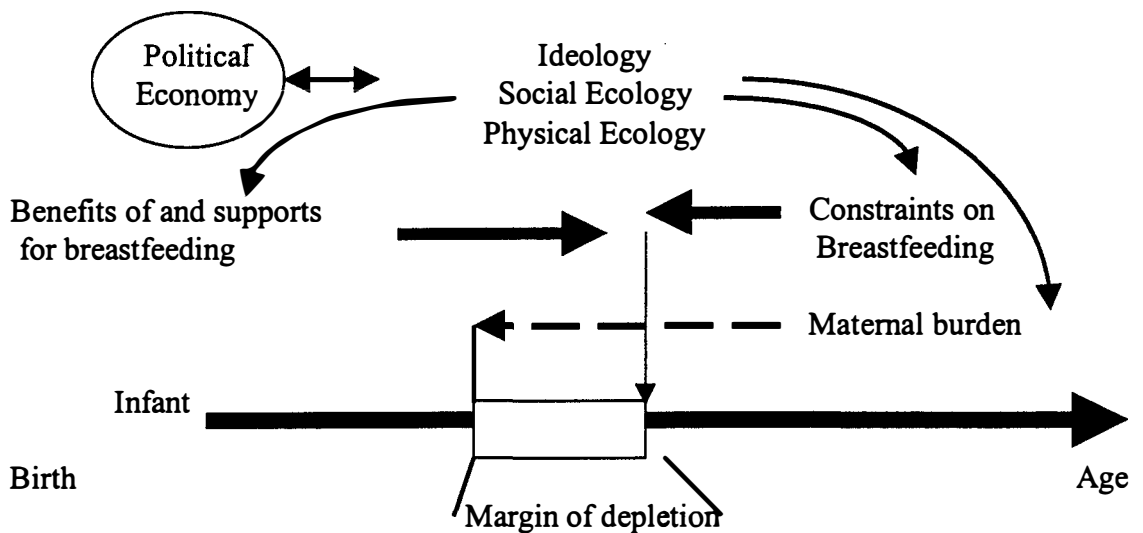 Political
Economy
Ideology
Social Ecology
Physical Ecology
Benefits of and supports
for breastfeeding
Constraints on
Breastfeeding
Maternal burden
Infant
Birth
Age
Margin of depletion